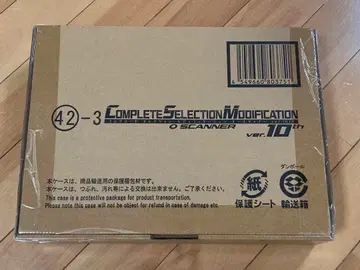 4 549660 803751
㊷-3 COMPLETE SELECTION MODIFICATION
O SCANNER ver.10th
本ケースは、商品輸送用の保護梱包材です。
本ケースは、つぶれ、汚れ等による交換は出来ません。ご了承ください。
This case is a protective package for product transportation.
Please note this case will not be object for refund in case of damage etc.
紙
保護シート
ダンボール
輸送箱